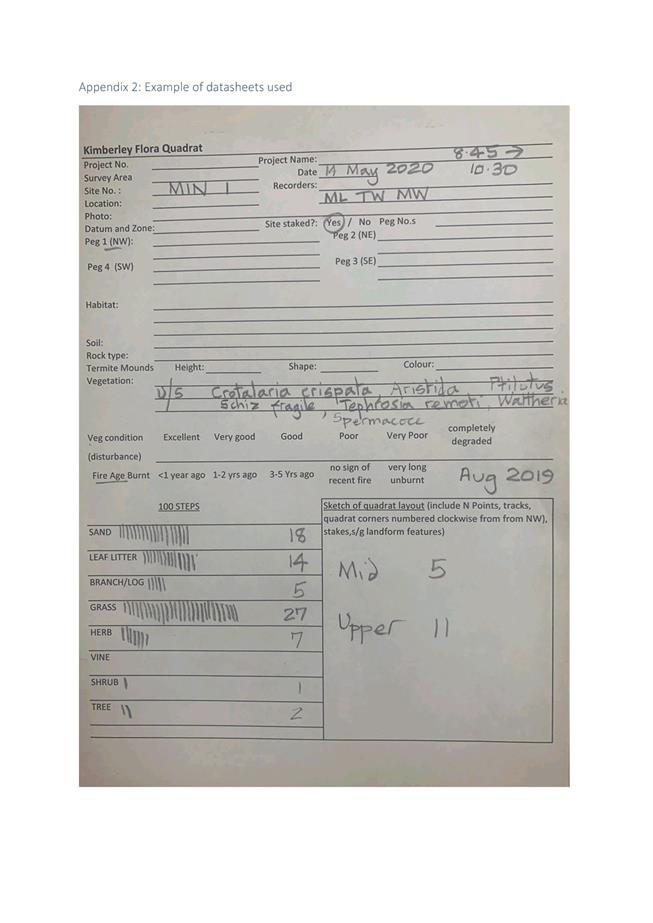 Appendix 2: Example of datasheets used
Kimberley Flora Quadrat
8.45 →
Project No.
Project Name:
Survey Area
Date 14 May 2020 10.30
Site No. : MIN 1
Recorders: ML TW MW
Location:
Photo:
Datum and Zone:
Site staked?: Yes / No Peg No.s
Peg 1 (NW):
Peg 2 (NE)
Peg 4 (SW)
Peg 3 (SE)
Habitat:
Soil:
Rock type:
Termite Mounds Height: Shape: Colour:
Vegetation:
U/S Crotalaria crispata, Aristida Ptilotus
Schiz fragile, Tephrosia remoti, Waltheria
Spermacoce
Veg condition Excellent Very good Good Poor Very Poor completely degraded
(disturbance)
Fire Age Burnt <1 year ago 1-2 yrs ago 3-5 Yrs ago no sign of recent fire very long unburnt Aug 2019
100 STEPS
Sketch of quadrat layout (include N Points, tracks,
quadrat corners numbered clockwise from from NW),
stakes,s/g landform features)
SAND 18
LEAF LITTER 14
BRANCH/LOG 5
GRASS 27
HERB 7
VINE
SHRUB 1
TREE 2
Mid 5
Upper 11